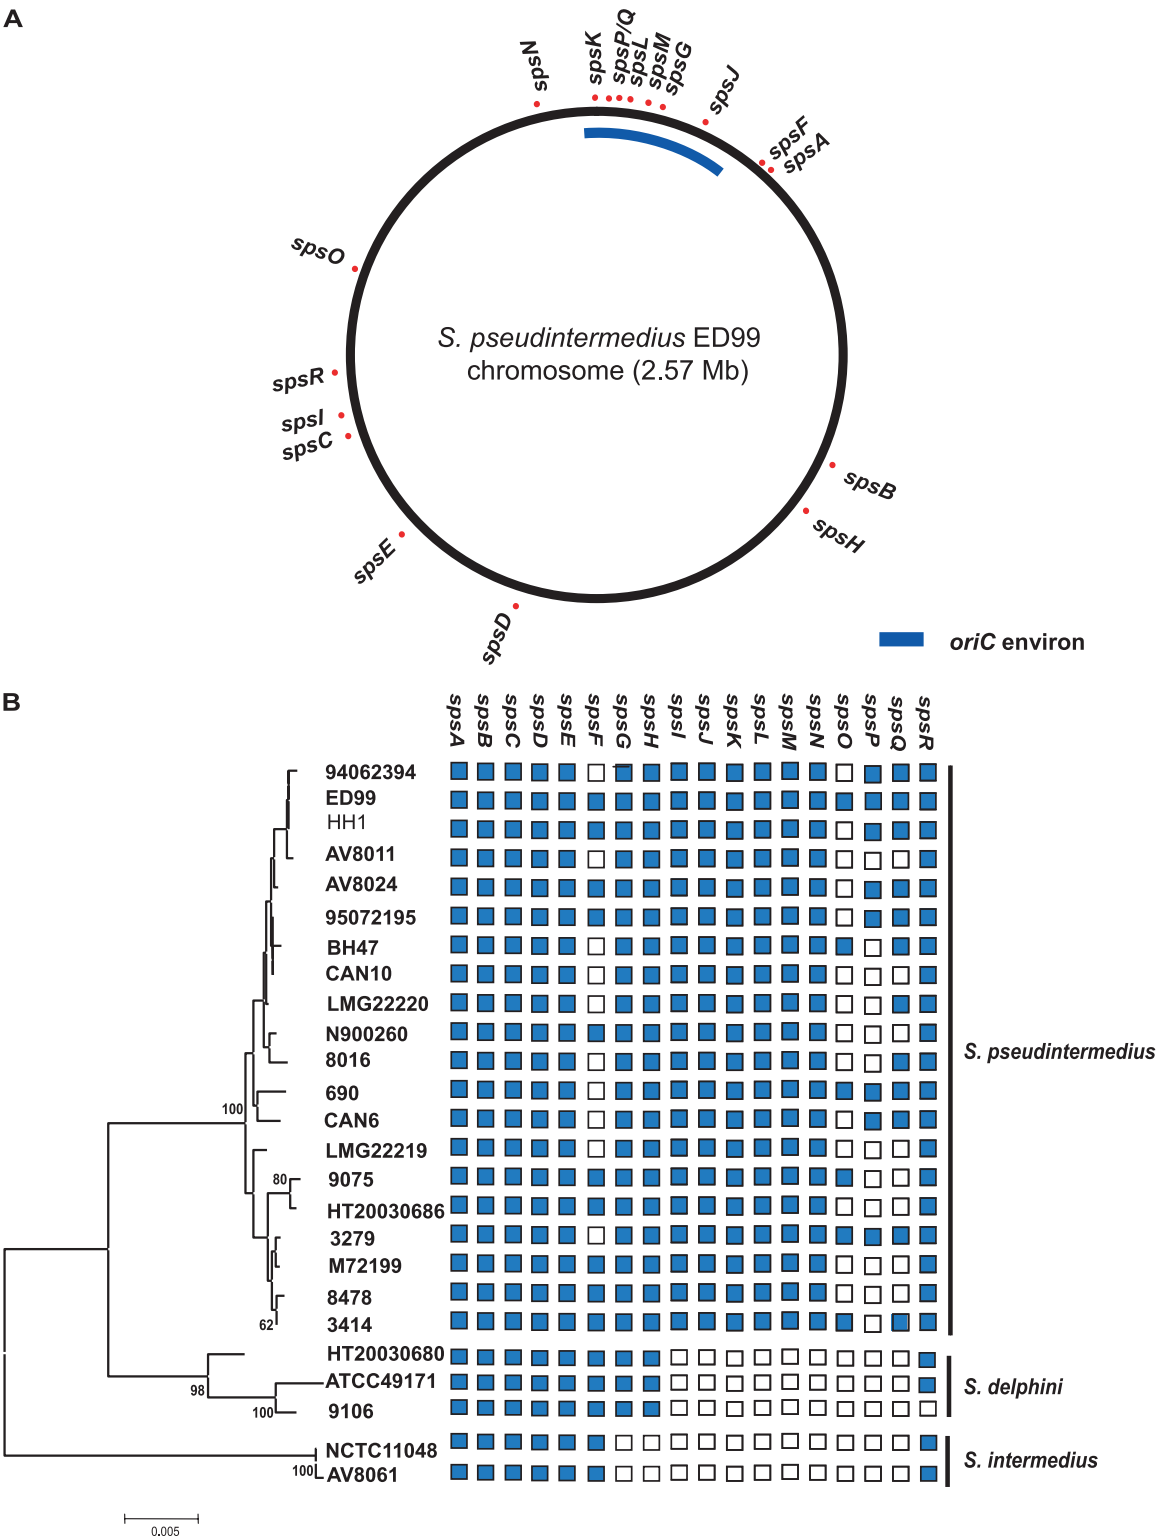 A
spsN
spsK
spsP/Q
spsL
spsM
spsG
spsJ
spsF
spsA
spsO
S. pseudintermedius ED99
chromosome (2.57 Mb)
spsR
spsI
spsC
spsB
spsH
spsE
spsD
oriC environ
B
spsA spsB spsC spsD spsE spsF spsG spsH spsI spsJ spsK spsL spsM spsN spsO spsP spsQ spsR
94062394
ED99
HH1
AV8011
AV8024
95072195
BH47
CAN10
LMG22220
N900260
8016
690
CAN6
LMG22219
9075
HT20030686
3279
M72199
8478
3414
HT20030680
ATCC49171
9106
NCTC11048
AV8061
100
80
62
98
100
100
S. pseudintermedius
S. delphini
S. intermedius
0.005